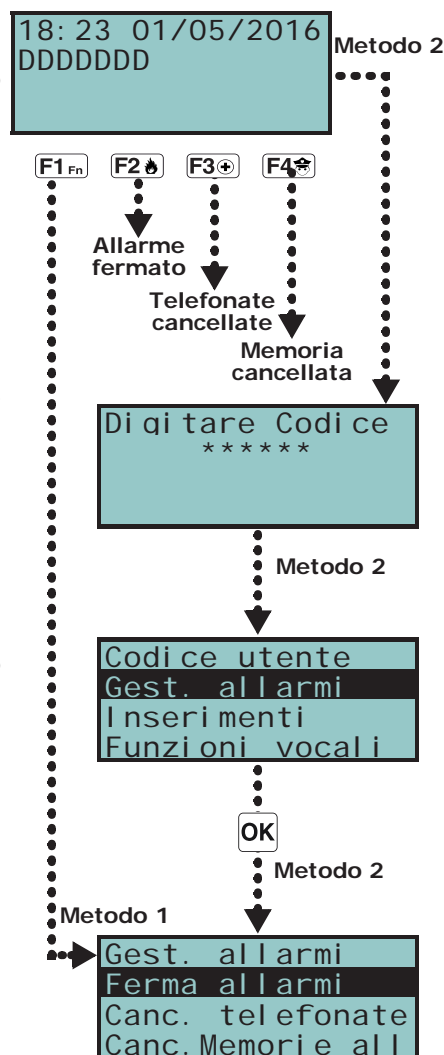 18:23 01/05/2016
DDDDDDD
Metodo 2
F1 Fn F2 F3 F4
Allarme
fermato
Telefonate
cancellate
Memoria
cancellata
Digitare Codice
******
Metodo 2
Codice utente
Gest. allarmi
Inserimenti
Funzioni vocali
OK
Metodo 2
Metodo 1
Gest. allarmi
Ferma allarmi
Canc. telefonate
Canc.Memorie all